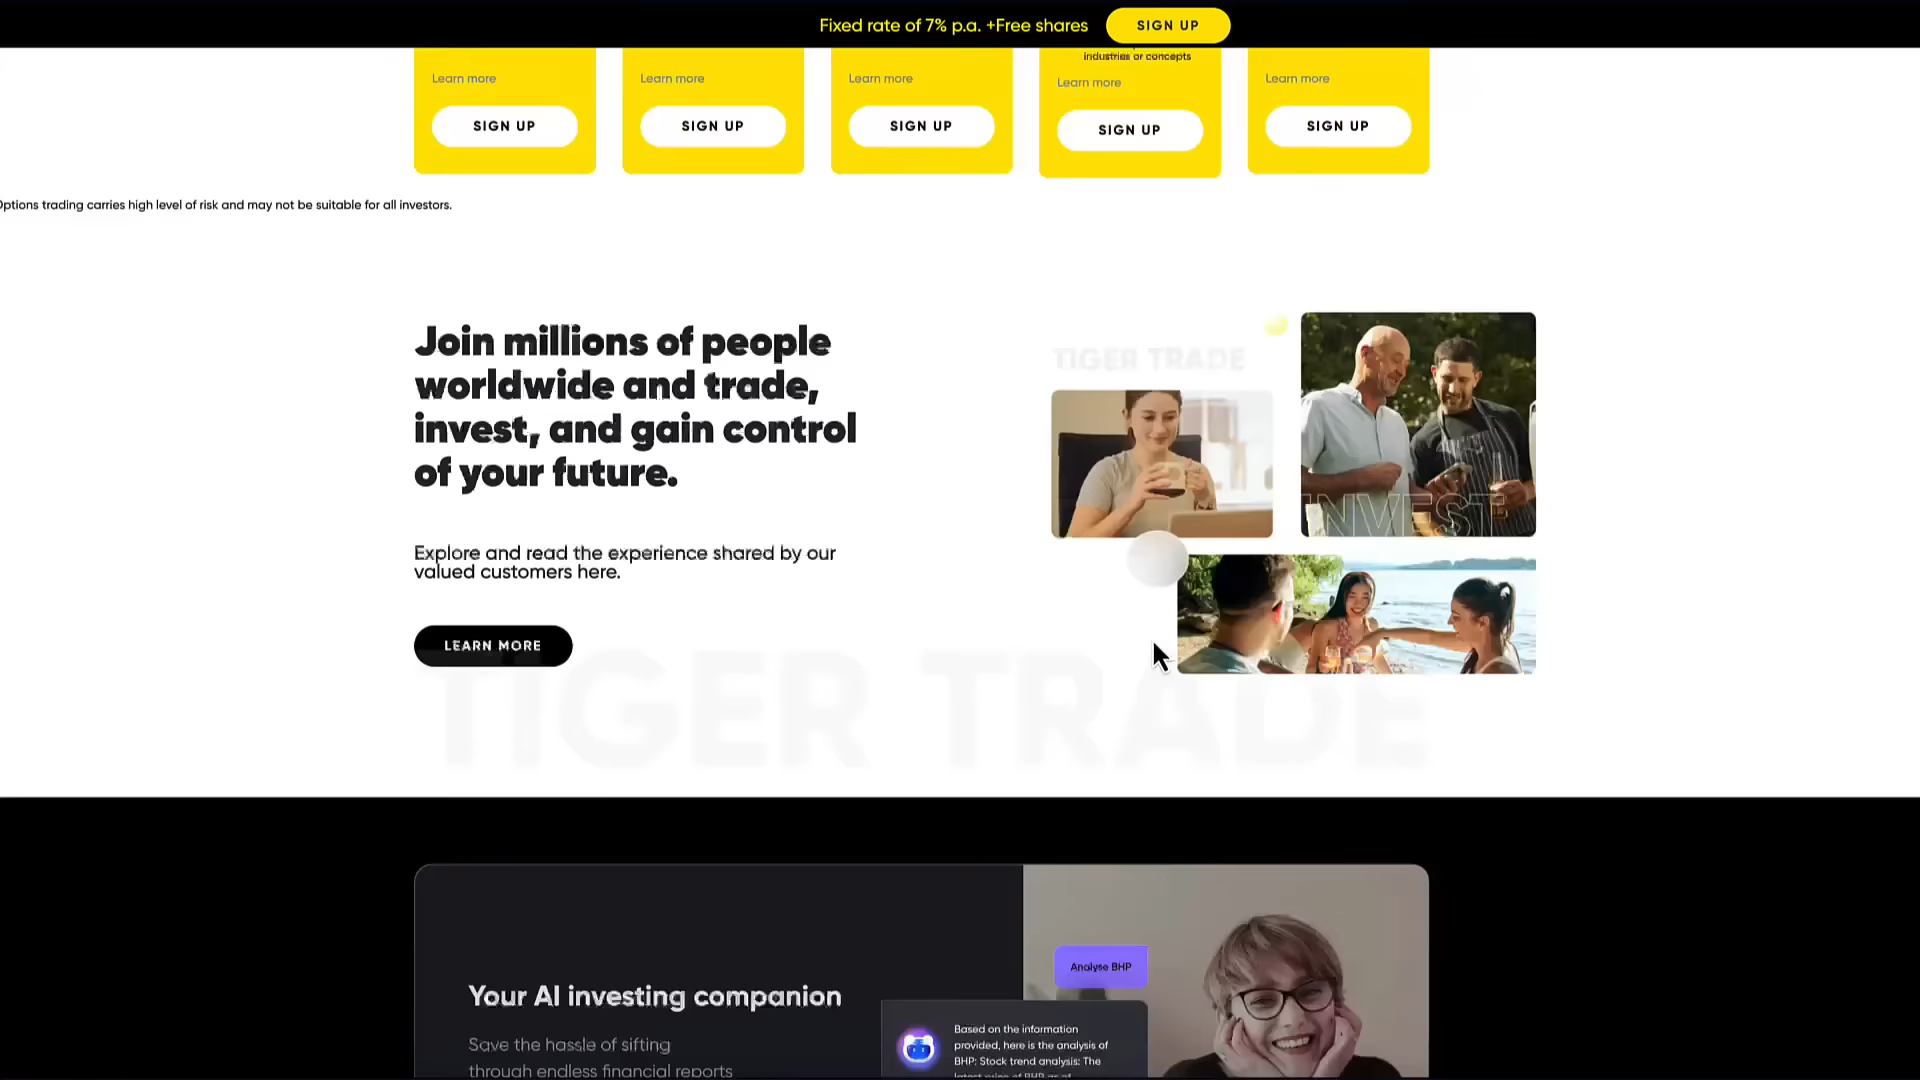 Fixed rate of 7% p.a. +Free shares
SIGN UP
industries or concepts
Learn more
Learn more
Learn more
Learn more
Learn more
SIGN UP
SIGN UP
SIGN UP
SIGN UP
SIGN UP
Options trading carries high level of risk and may not be suitable for all investors.
Join millions of people
worldwide and trade,
invest, and gain control
of your future.
Explore and read the experience shared by our
valued customers here.
LEARN MORE
TIGER TRADE
INVEST
TIGER TRADE
Your AI investing companion
Save the hassle of sifting
through endless financial reports
Analyse BHP
Based on the information
provided, here is the analysis of
BHP: Stock trend analysis: The